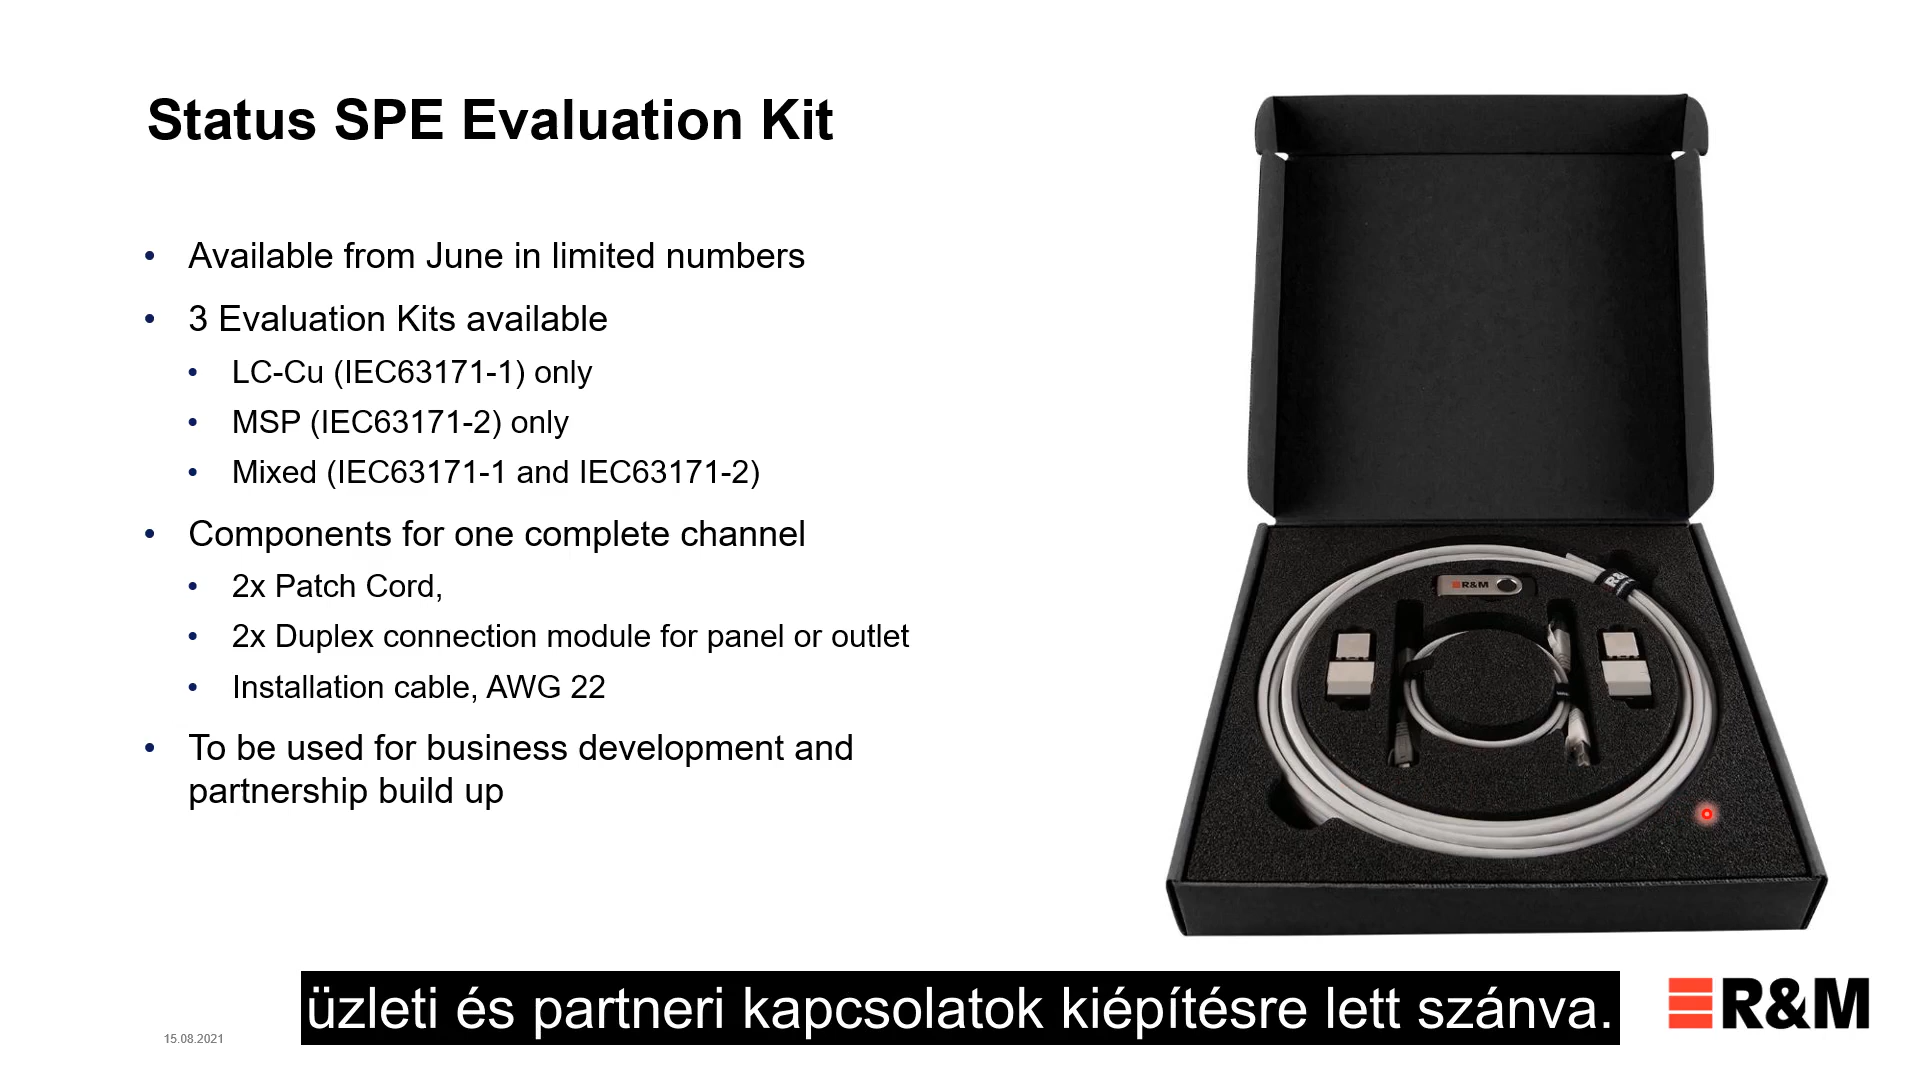 Status SPE Evaluation Kit
• Available from June in limited numbers
• 3 Evaluation Kits available
• LC-Cu (IEC63171-1) only
• MSP (IEC63171-2) only
• Mixed (IEC63171-1 and IEC63171-2)
• Components for one complete channel
• 2x Patch Cord,
• 2x Duplex connection module for panel or outlet
• Installation cable, AWG 22
• To be used for business development and
partnership build up
R&M
R&M
üzleti és partneri kapcsolatok kiépítésre lett szánva.
15.08.2021
R&M